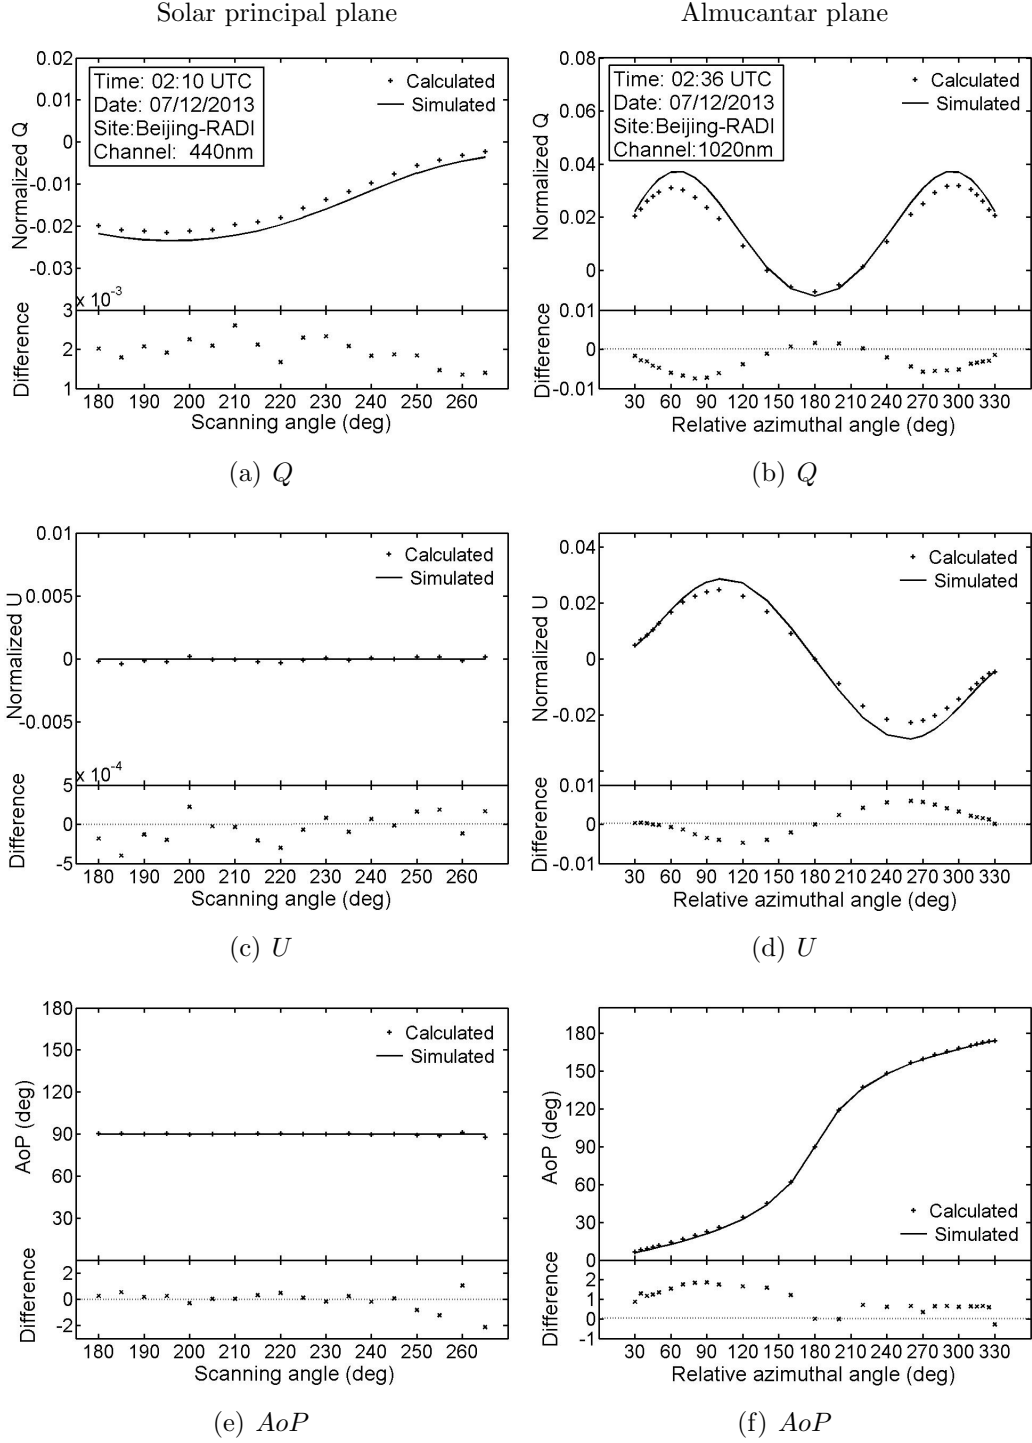 Solar principal plane
Almucantar plane
Normalized Q
0.02
0.01
0
-0.01
-0.02
-0.03
Time: 02:10 UTC
Date: 07/12/2013
Site:Beijing-RADI
Channel: 440nm
Calculated
Simulated
x 10^-3
Difference
3
2
1
180 190 200 210 220 230 240 250 260
Scanning angle (deg)
(a) Q
Normalized Q
0.08
0.06
0.04
0.02
0
Time: 02:36 UTC
Date: 07/12/2013
Site:Beijing-RADI
Channel:1020nm
Calculated
Simulated
Difference
0.01
0
-0.01
30 60 90 120 150 180 210 240 270 300 330
Relative azimuthal angle (deg)
(b) Q
Normalized U
0.01
0.005
0
-0.005
Calculated
Simulated
x 10^-4
Difference
5
0
-5
180 190 200 210 220 230 240 250 260
Scanning angle (deg)
(c) U
Normalized U
0.04
0.02
0
-0.02
Calculated
Simulated
Difference
0.01
0
-0.01
30 60 90 120 150 180 210 240 270 300 330
Relative azimuthal angle (deg)
(d) U
AoP (deg)
180
150
120
90
60
30
Calculated
Simulated
Difference
2
0
-2
180 190 200 210 220 230 240 250 260
Scanning angle (deg)
(e) AoP
AoP (deg)
180
150
120
90
60
30
0
Calculated
Simulated
Difference
2
1
0
-1
30 60 90 120 150 180 210 240 270 300 330
Relative azimuthal angle (deg)
(f) AoP